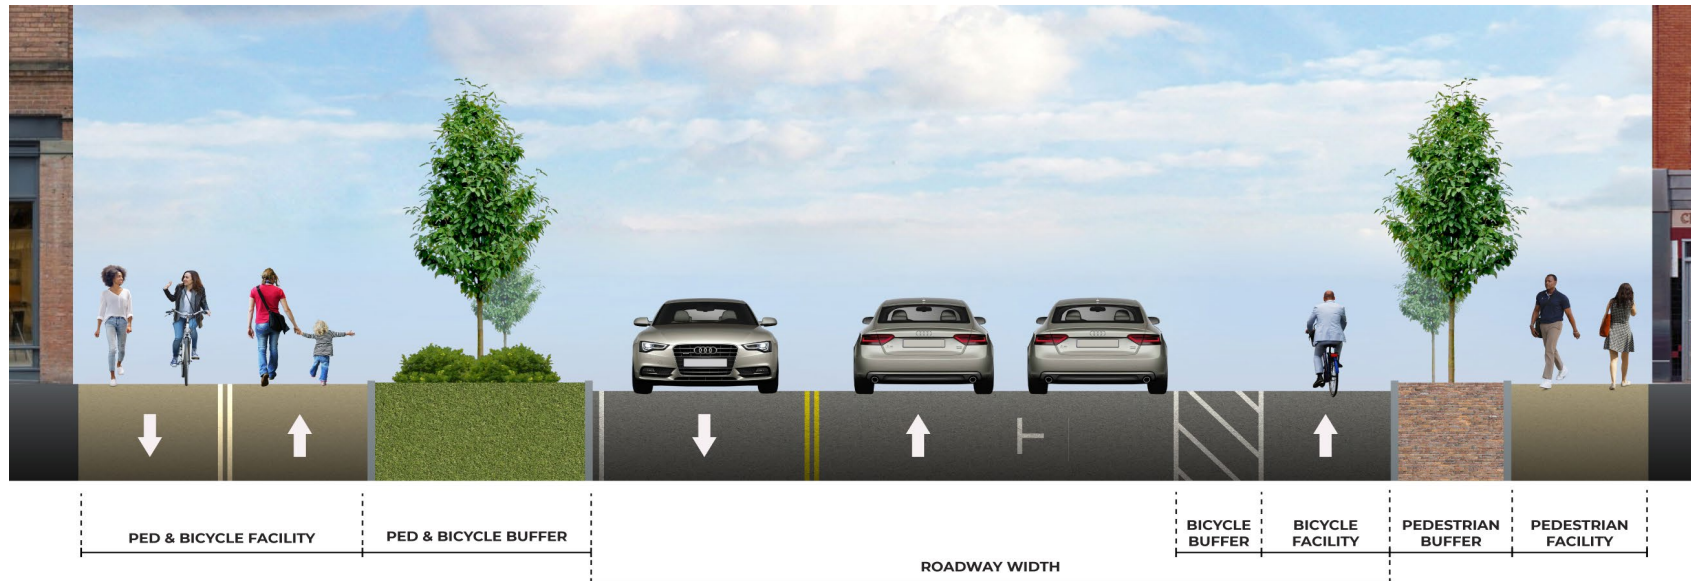 PED & BICYCLE FACILITY
PED & BICYCLE BUFFER
ROADWAY WIDTH
BICYCLE
BUFFER
BICYCLE
FACILITY
PEDESTRIAN
BUFFER
PEDESTRIAN
FACILITY